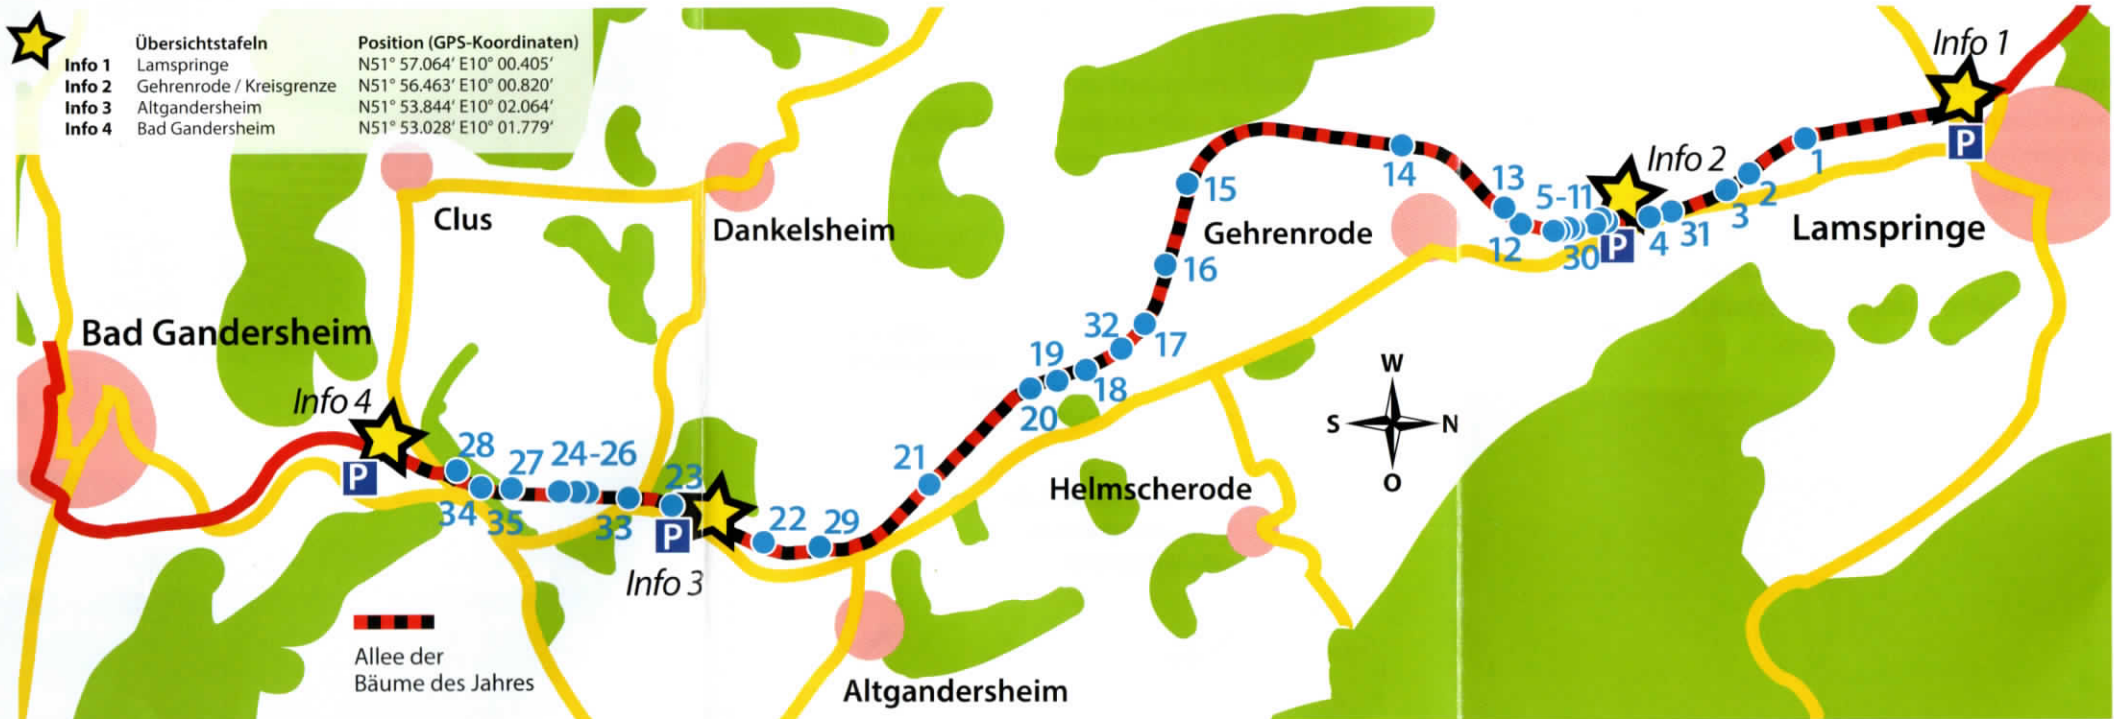 Übersichtstafeln Position (GPS-Koordinaten)
Info 1 Lamspringe N51° 57.064′ E10° 00.405′
Info 2 Gehrenrode / Kreisgrenze N51° 56.463′ E10° 00.820′
Info 3 Altgandersheim N51° 53.844′ E10° 02.064′
Info 4 Bad Gandersheim N51° 53.028′ E10° 01.779′
Info 1
P
1
Info 2
2
3
Lamspringe
31
4
P
5-11
30
13
12
14
Gehrenrode
15
16
Clus
Dankelsheim
32
17
19
18
20
W
S N
O
Bad Gandersheim
Info 4
P
28
27
24-26
23
34
35
33
P
Info 3
22
29
21
Helmscherode
Altgandersheim
Allee der
Bäume des Jahres